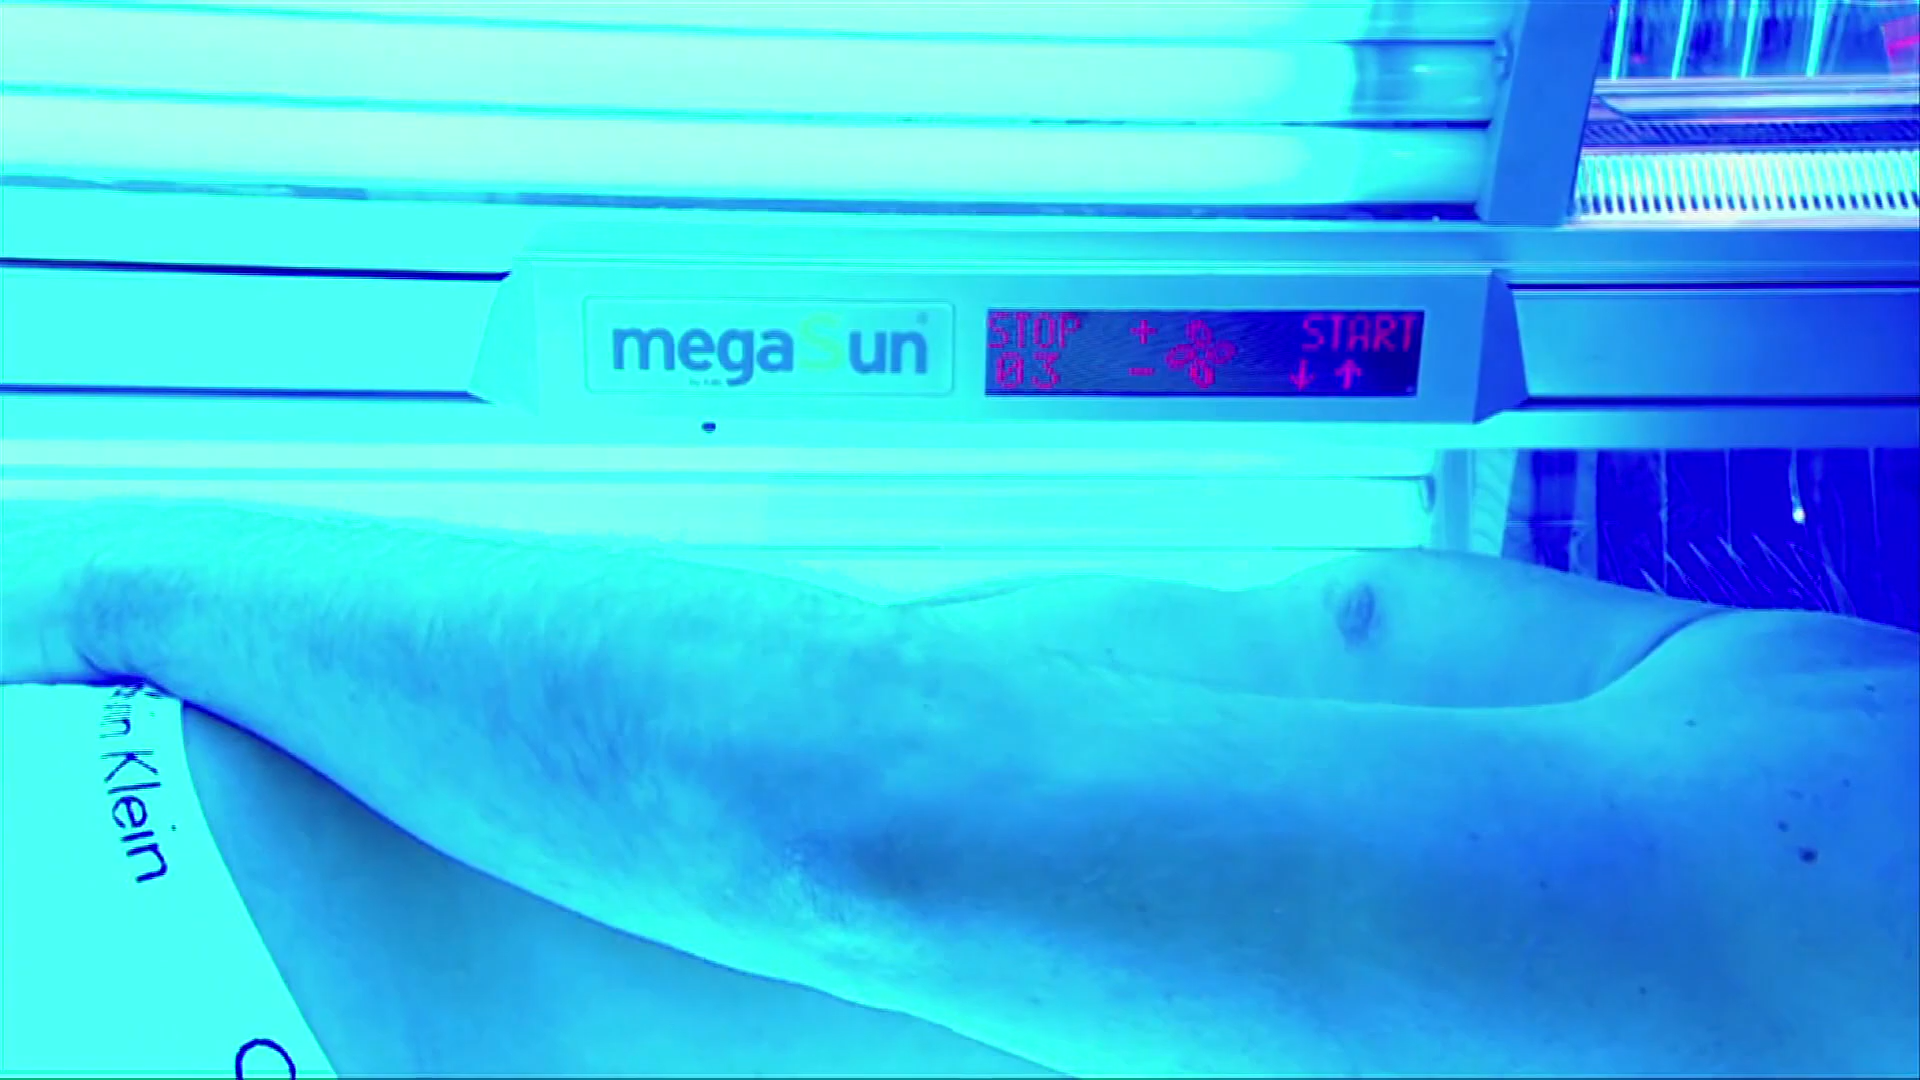 megaSun
STOP + START
03 - ↓ ↑
Klein